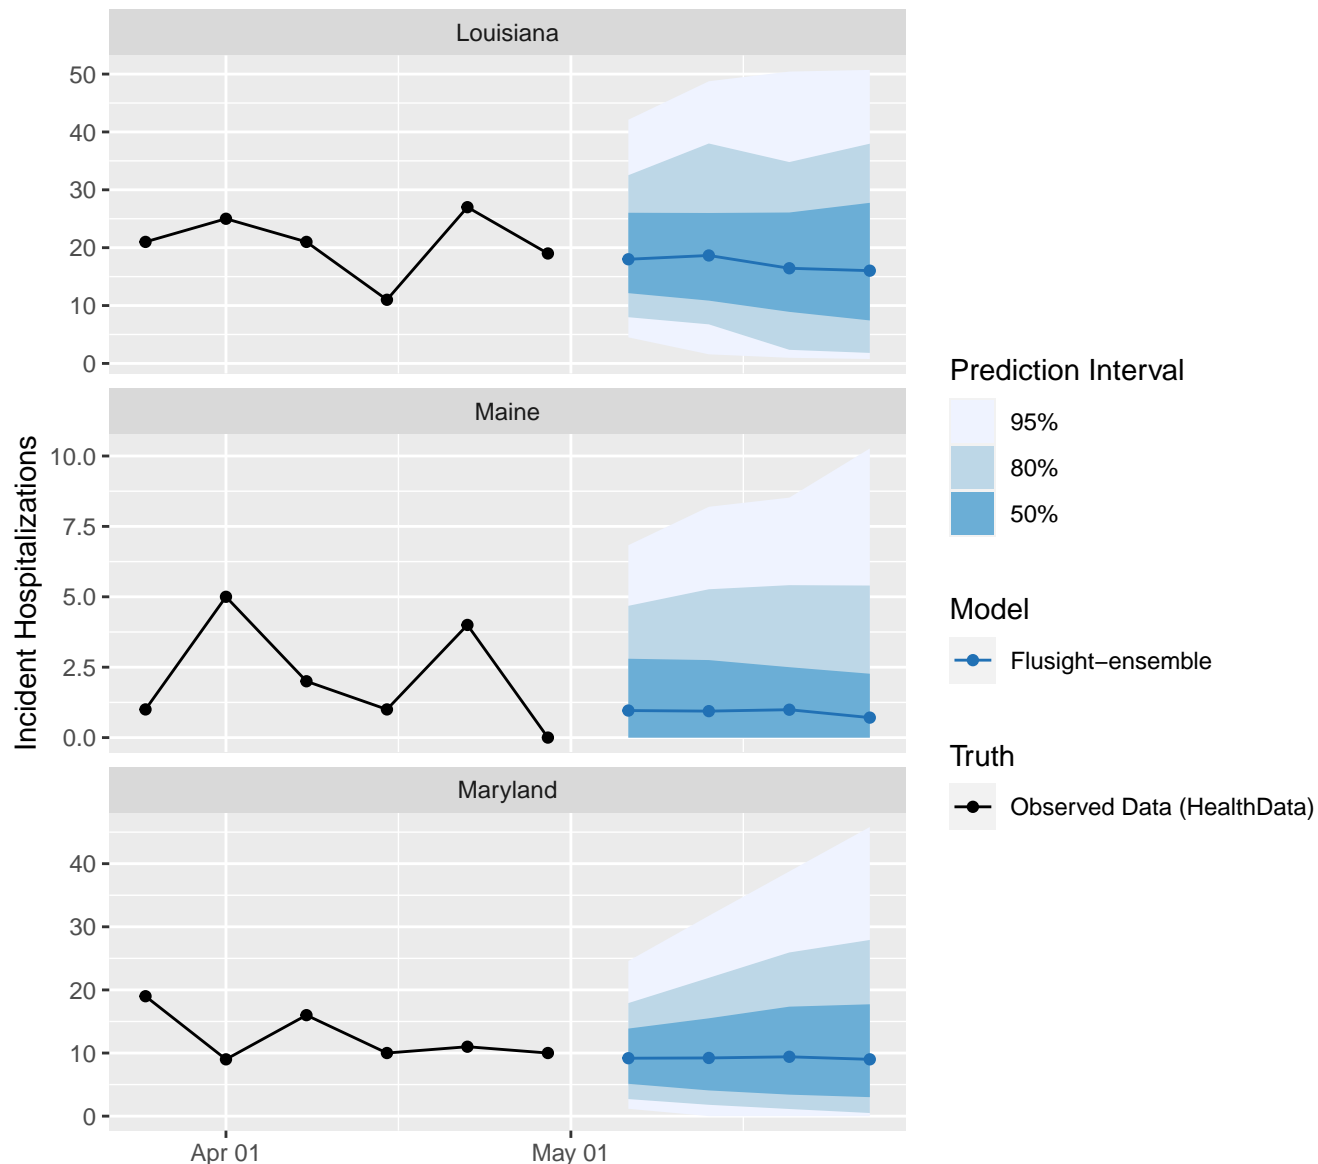 Louisiana
50
40
30
20
10
0
Maine
10.0
7.5
5.0
2.5
0.0
Maryland
40
30
20
10
0
Apr 01
May 01
Incident Hospitalizations
Prediction Interval
95%
80%
50%
Model
Flusight−ensemble
Truth
Observed Data (HealthData)